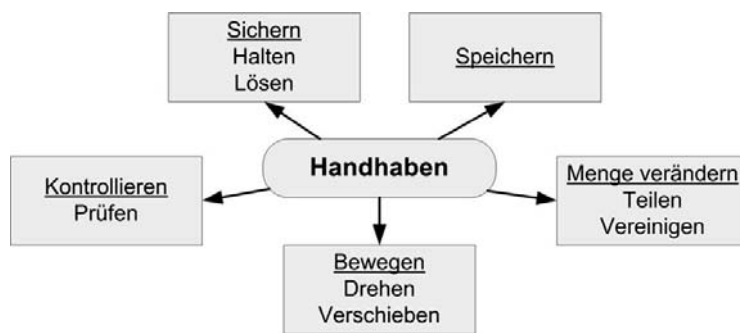 Sichern
Halten
Lösen
Speichern
Handhaben
Kontrollieren
Prüfen
Menge verändern
Teilen
Vereinigen
Bewegen
Drehen
Verschieben